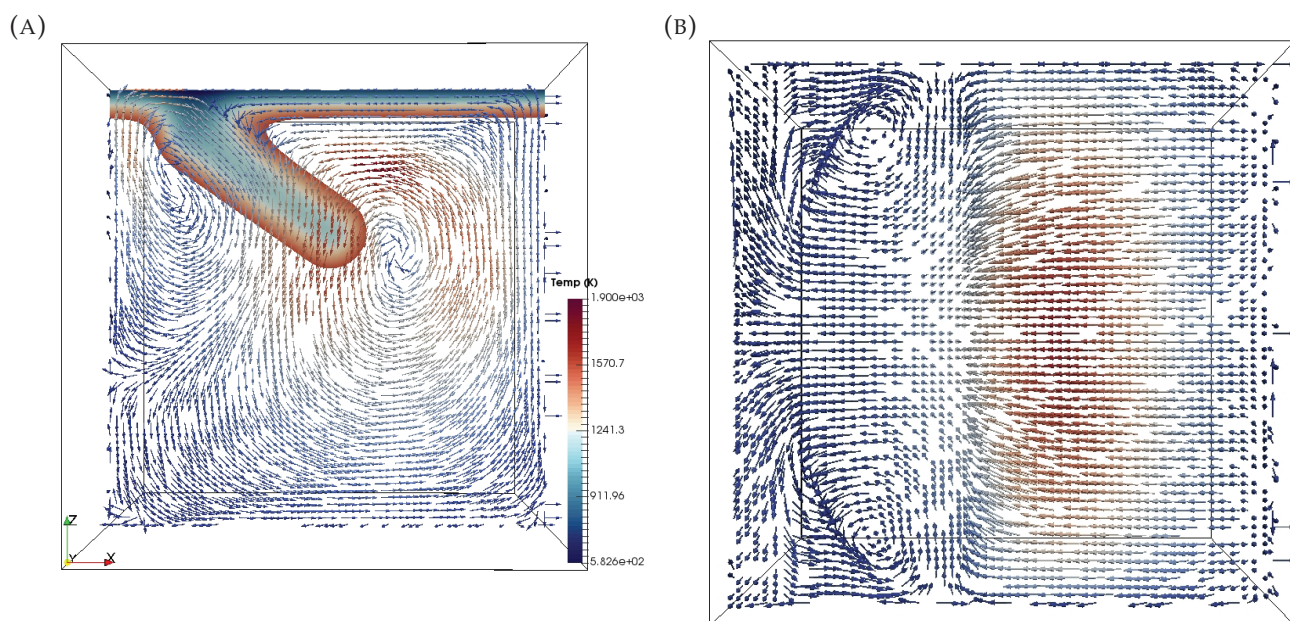 (A)
(B)
Temp (K)
1.900e+03
1570.7
1241.3
911.96
5.826e+02
Z
Y
X